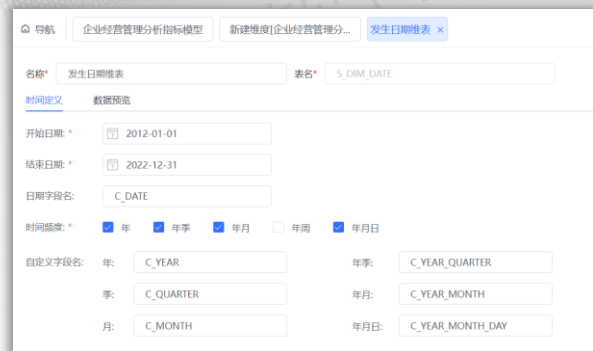 导航 企业经营管理分析指标模型 新建维度[企业经营管理分... 发生日期维表 ×
名称* 发生日期维表 表名* S_DIM_DATE
时间定义 数据预览
开始日期: * 2012-01-01
结束日期: * 2022-12-31
日期字段名: C_DATE
时间频度: * 年 年季 年月 年周 年月日
自定义字段名: 年: C_YEAR 年季: C_YEAR_QUARTER
季: C_QUARTER 年月: C_YEAR_MONTH
月: C_MONTH 年月日: C_YEAR_MONTH_DAY